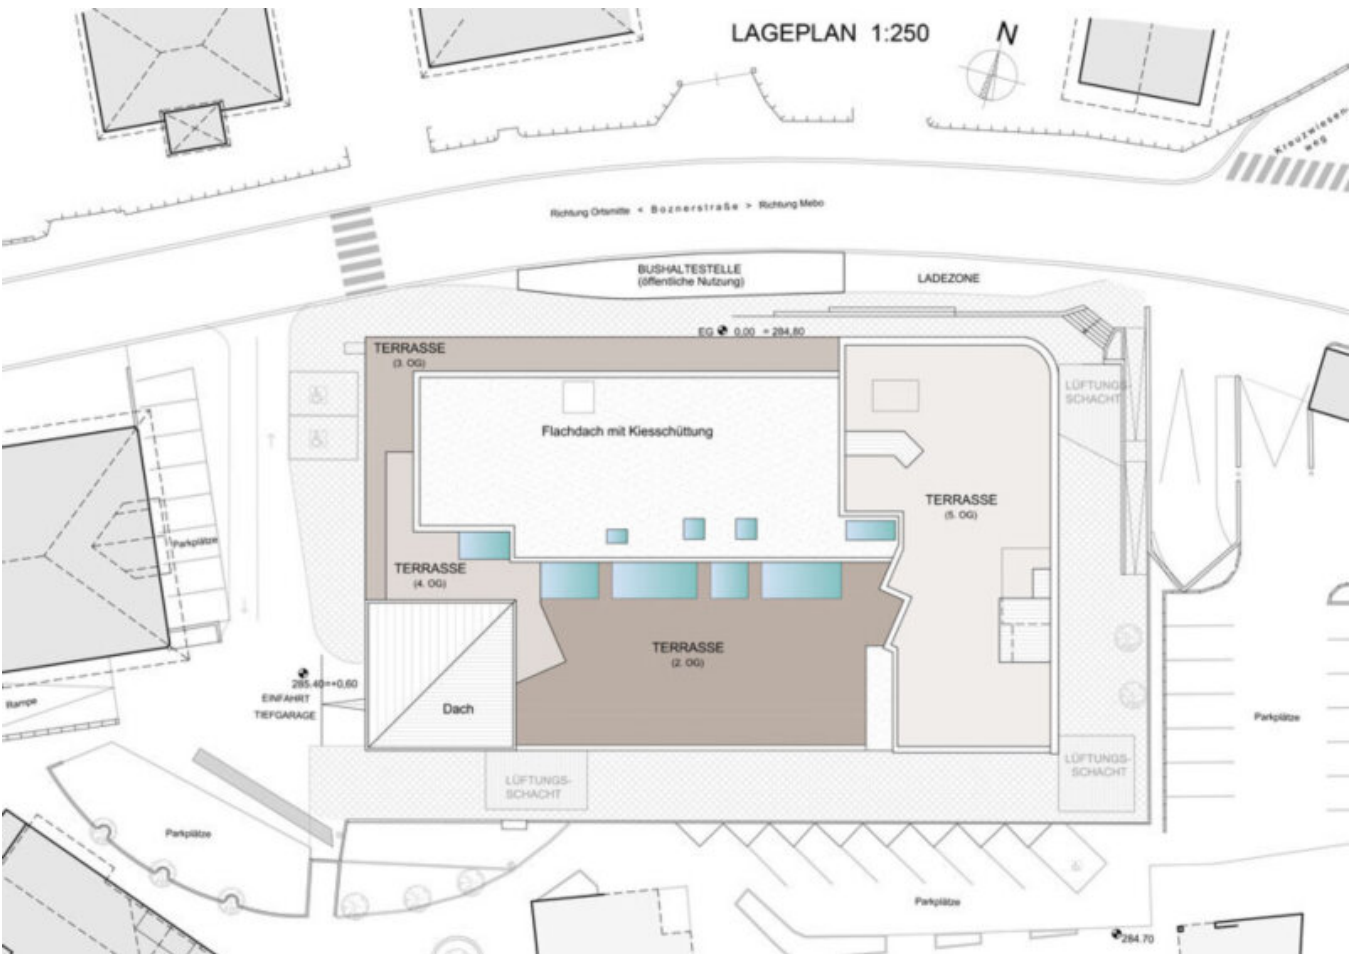 LAGEPLAN 1:250
N
Kreuzwiesen-
weg
Richtung Ortsmitte < Boznerstraße > Richtung Mebo
BUSHALTESTELLE
(öffentliche Nutzung)
LADEZONE
EG 0,00 = 284,80
TERRASSE
(3. OG)
LÜFTUNGS-
SCHACHT
Flachdach mit Kiesschüttung
TERRASSE
(5. OG)
Parkplätze
TERRASSE
(4. OG)
TERRASSE
(2. OG)
285.40=+0,60
EINFAHRT
TIEFGARAGE
Rampe
Dach
Parkplätze
LÜFTUNGS-
SCHACHT
LÜFTUNGS-
SCHACHT
Parkplätze
Parkplätze
284.70